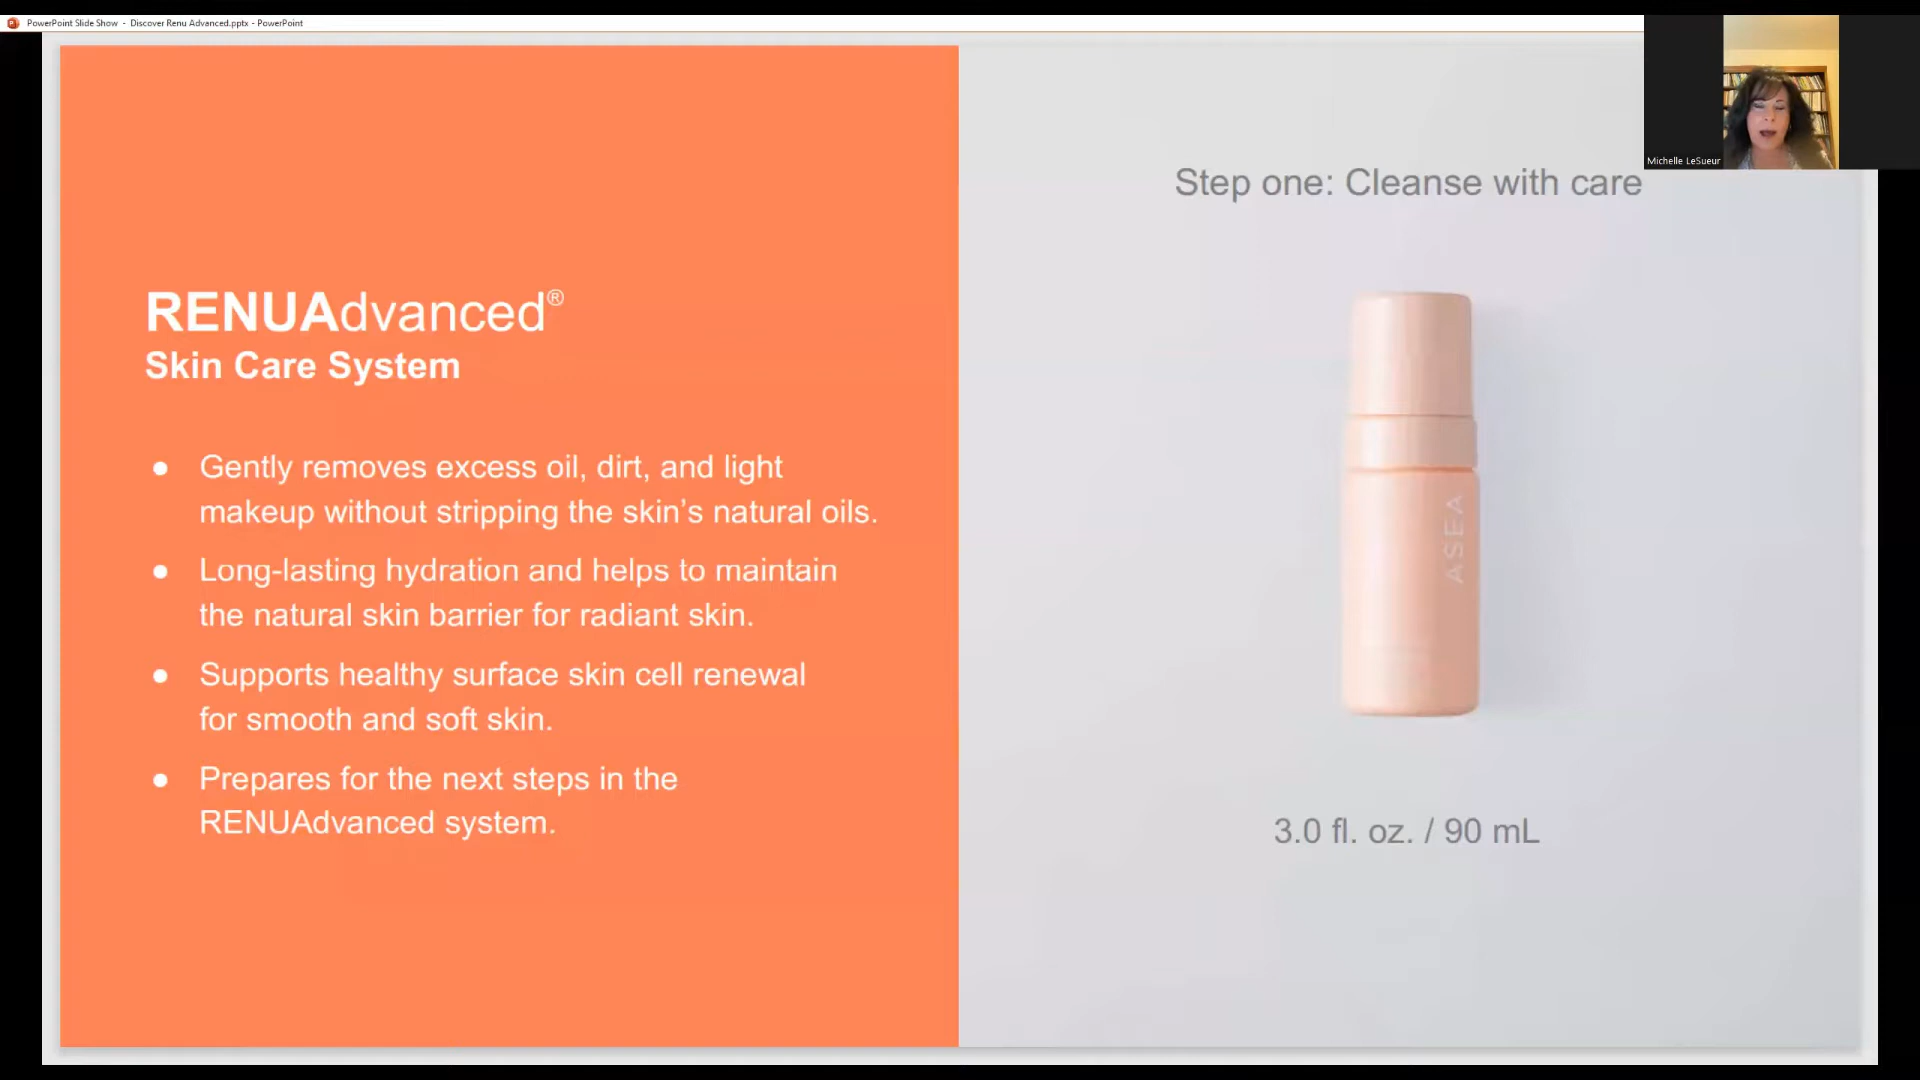 PowerPoint Slide Show - Discover Renu Advanced.pptx - PowerPoint
Michelle LeSueur
Step one: Cleanse with care
RENUAdvanced®
Skin Care System
● Gently removes excess oil, dirt, and light
makeup without stripping the skin’s natural oils.
● Long-lasting hydration and helps to maintain
the natural skin barrier for radiant skin.
● Supports healthy surface skin cell renewal
for smooth and soft skin.
● Prepares for the next steps in the
RENUAdvanced system.
ASEA
3.0 fl. oz. / 90 mL